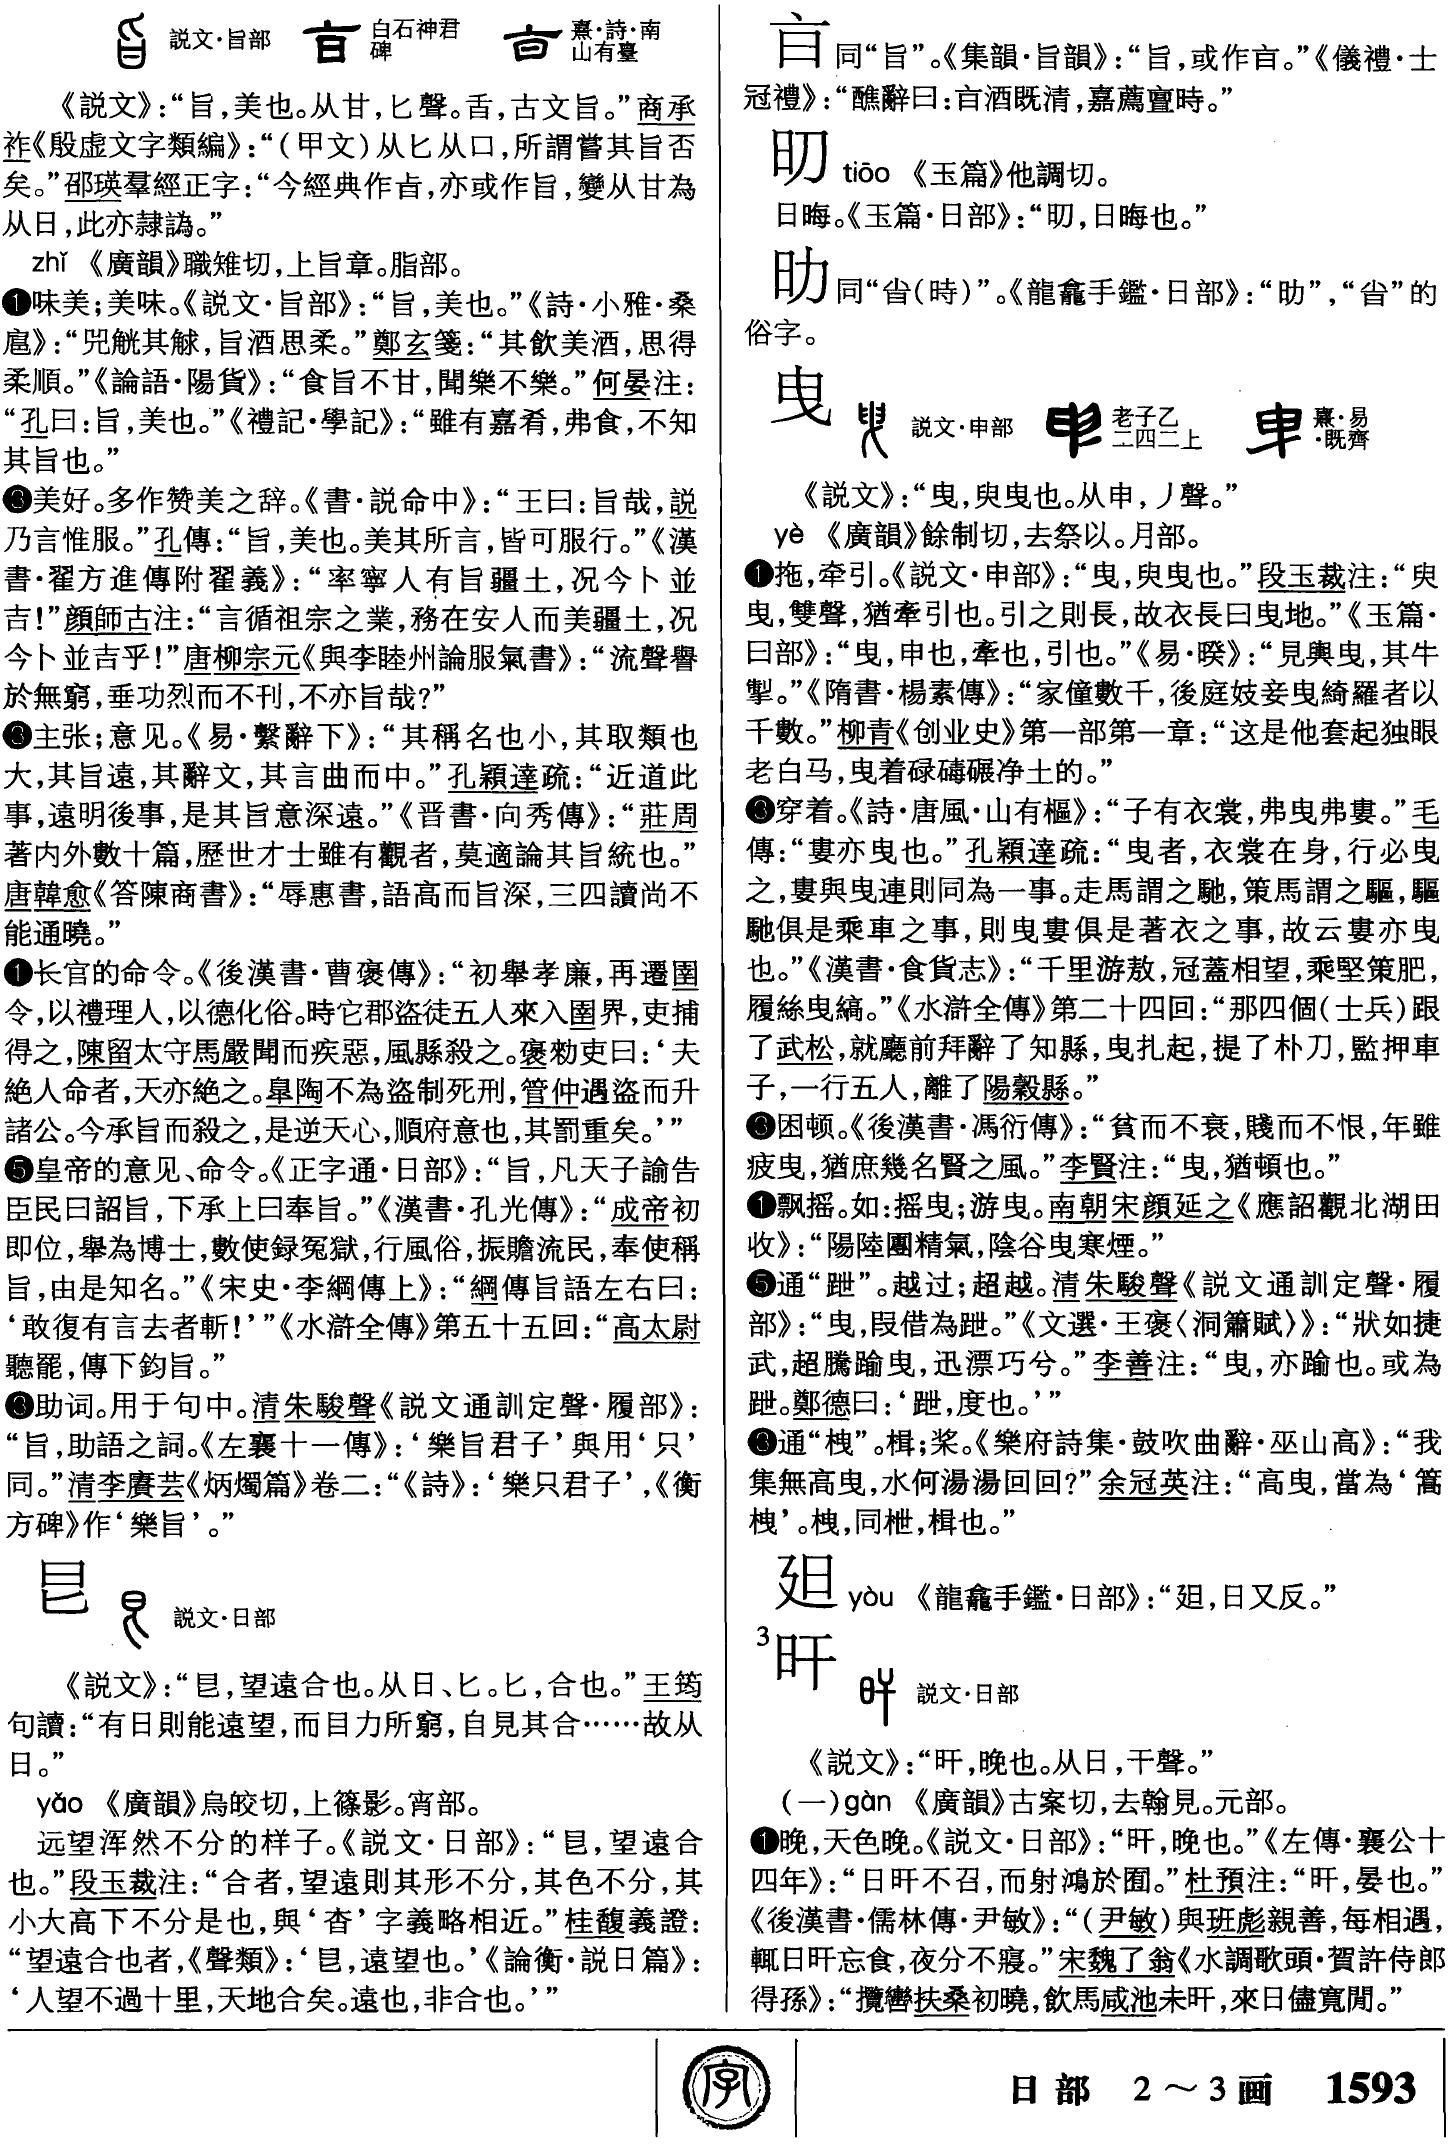 説文·旨部 白石神君碑 熹·詩·南山有臺
《説文》：“旨，美也。从甘，匕聲。𤯍，古文旨。”商承
祚《殷虚文字類編》：“（甲文）从匕从口，所謂嘗其旨否
矣。”邵瑛羣經正字：“今經典作㫖，亦或作旨，變从甘為
从日，此亦隸譌。”
zhǐ 《廣韻》職雉切，上旨章。脂部。
❶味美；美味。《説文·旨部》：“旨，美也。”《詩·小雅·桑
扈》：“兕觥其觩，旨酒思柔。”鄭玄箋：“其飲美酒，思得
柔順。”《論語·陽貨》：“食旨不甘，聞樂不樂。”何晏注：
“孔曰：旨，美也。”《禮記·學記》：“雖有嘉肴，弗食，不知
其旨也。”
❷美好。多作赞美之辞。《書·説命中》：“王曰：旨哉，説
乃言惟服。”孔傳：“旨，美也。美其所言，皆可服行。”《漢
書·翟方進傳附翟義》：“率寧人有旨疆土，况今卜並
吉！”顔師古注：“言循祖宗之業，務在安人而美疆土，况
今卜並吉乎！”唐柳宗元《與李睦州論服氣書》：“流聲譽
於無窮，垂功烈而不刊，不亦旨哉？”
❸主张；意见。《易·繫辭下》：“其稱名也小，其取類也
大，其旨遠，其辭文，其言曲而中。”孔穎達疏：“近道此
事，遠明後事，是其旨意深遠。”《晋書·向秀傳》：“莊周
著内外數十篇，歷世才士雖有觀者，莫適論其旨統也。”
唐韓愈《答陳商書》：“辱惠書，語高而旨深，三四讀尚不
能通曉。”
❹长官的命令。《後漢書·曹褒傳》：“初舉孝廉，再遷圉
令，以禮理人，以德化俗。時它郡盜徒五人來入圉界，吏捕
得之，陳留太守馬嚴聞而疾惡，風縣殺之。褒勑吏曰：‘夫
絶人命者，天亦絶之。臯陶不為盜制死刑，管仲遇盜而升
諸公。今承旨而殺之，是逆天心，順府意也，其罰重矣。’”
❺皇帝的意见、命令。《正字通·日部》：“旨，凡天子諭告
臣民曰詔旨，下承上曰奉旨。”《漢書·孔光傳》：“成帝初
即位，舉為博士，數使録冤獄，行風俗，振贍流民，奉使稱
旨，由是知名。”《宋史·李綱傳上》：“綱傳旨語左右曰：
‘敢復有言去者斬！’”《水滸全傳》第五十五回：“高太尉
聽罷，傳下鈞旨。”
❻助词。用于句中。清朱駿聲《説文通訓定聲·履部》：
“旨，助語之詞。《左襄十一傳》：‘樂旨君子’與用‘只’
同。”清李賡芸《炳燭篇》卷二：“《詩》：‘樂只君子’，《衡
方碑》作‘樂旨’。”
㫐 説文·日部
《説文》：“㫐，望遠合也。从日、匕。匕，合也。”王筠
句讀：“有日則能遠望，而目力所窮，自見其合……故从
日。”
yǎo 《廣韻》烏皎切，上篠影。宵部。
远望浑然不分的样子。《説文·日部》：“㫐，望遠合
也。”段玉裁注：“合者，望遠則其形不分，其色不分，其
小大高下不分是也，與‘杳’字義略相近。”桂馥義證：
“望遠合也者，《聲類》：‘㫐，遠望也。’《論衡·説日篇》：
‘人望不過十里，天地合矣。遠也，非合也。’”
𣅀同“旨”。《集韻·旨韻》：“旨，或作𣅀。”《儀禮·士
冠禮》：“醮辭曰：𣅀酒既清，嘉薦亶時。”
𣅌 tiāo 《玉篇》他調切。
日晦。《玉篇·日部》：“𣅌，日晦也。”
𣅊同“旹（時）”。《龍龕手鑑·日部》：“𣅊”，“旹”的
俗字。
曳 説文·申部 老子乙二四二上 熹·易·既齊
《説文》：“曳，臾曳也。从申，丿聲。”
yè 《廣韻》餘制切，去祭以。月部。
❶拖，牽引。《説文·申部》：“曳，臾曳也。”段玉裁注：“臾
曳，雙聲，猶牽引也。引之則長，故衣長曰曳地。”《玉篇·
曰部》：“曳，申也，牽也，引也。”《易·暌》：“見輿曳，其牛
掣。”《隋書·楊素傳》：“家僮數千，後庭妓妾曳綺羅者以
千數。”柳青《创业史》第一部第一章：“这是他套起独眼
老白马，曳着碌碡碾净土的。”
❷穿着。《詩·唐風·山有樞》：“子有衣裳，弗曳弗婁。”毛
傳：“婁亦曳也。”孔穎達疏：“曳者，衣裳在身，行必曳
之，婁與曳連則同為一事。走馬謂之馳，策馬謂之驅，驅
馳俱是乘車之事，則曳婁俱是著衣之事，故云婁亦曳
也。”《漢書·食貨志》：“千里游敖，冠蓋相望，乘堅策肥，
履絲曳縞。”《水滸全傳》第二十四回：“那四個（士兵）跟
了武松，就廳前拜辭了知縣，曳扎起，提了朴刀，監押車
子，一行五人，離了陽穀縣。”
❸困顿。《後漢書·馮衍傳》：“貧而不衰，賤而不恨，年雖
疲曳，猶庶幾名賢之風。”李賢注：“曳，猶頓也。”
❹飘摇。如：摇曳；游曳。南朝宋顔延之《應詔觀北湖田
收》：“陽陸團精氣，陰谷曳寒煙。”
❺通“跇”。越过；超越。清朱駿聲《説文通訓定聲·履
部》：“曳，叚借為跇。”《文選·王褒〈洞簫賦〉》：“狀如捷
武，超騰踰曳，迅漂巧兮。”李善注：“曳，亦踰也。或為
跇。鄭德曰：‘跇，度也。’”
❻通“栧”。楫；桨。《樂府詩集·鼓吹曲辭·巫山高》：“我
集無高曳，水何湯湯回回？”余冠英注：“高曳，當為‘篙
栧’。栧，同枻，楫也。”
廵 yòu 《龍龕手鑑·日部》：“，日又反。”
3
旰 説文·日部
《説文》：“旰，晚也。从日，干聲。”
（一）gàn 《廣韻》古案切，去翰見。元部。
❶晚，天色晚。《説文·日部》：“旰，晚也。”《左傳·襄公十
四年》：“日旰不召，而射鴻於囿。”杜預注：“旰，晏也。”
《後漢書·儒林傳·尹敏》：“（尹敏）與班彪親善，每相遇，
輒日旰忘食，夜分不寢。”宋魏了翁《水調歌頭·賀許侍郎
得孫》：“攬轡扶桑初曉，飲馬咸池未旰，來日儘寬閒。”
字 日部 2～3画 1593